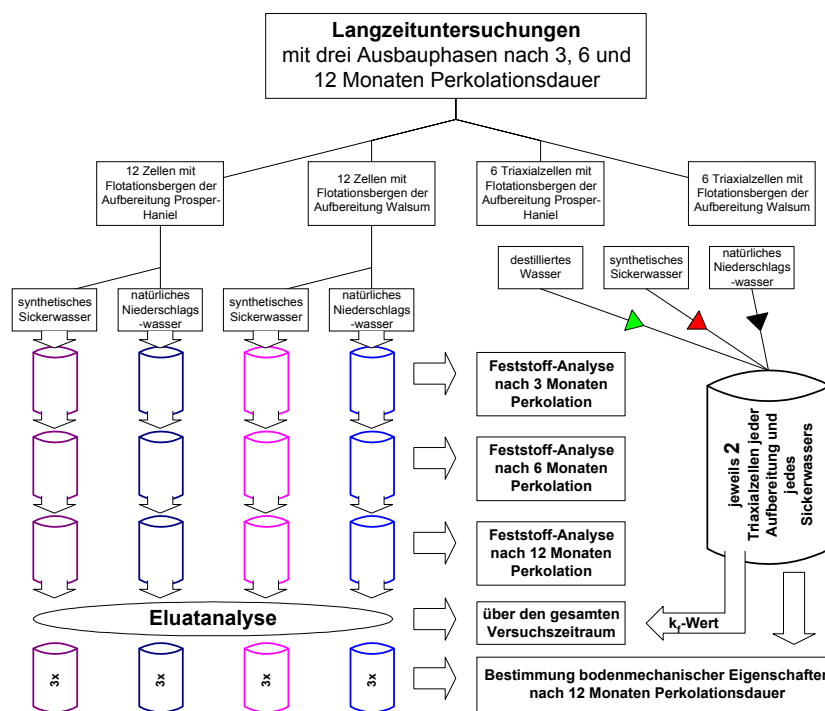 Langzeituntersuchungen
mit drei Ausbauphasen nach 3, 6 und
12 Monaten Perkolationsdauer
12 Zellen mit
Flotationsbergen der
Aufbereitung Prosper-
Haniel
12 Zellen mit
Flotationsbergen der
Aufbereitung Walsum
6 Triaxialzellen mit
Flotationsbergen der
Aufbereitung Prosper-
Haniel
6 Triaxialzellen mit
Flotationsbergen der
Aufbereitung Walsum
destilliertes
Wasser
synthetisches
Sickerwasser
natürliches
Niederschlags
-wasser
synthetisches
Sickerwasser
natürliches
Niederschlags
-wasser
synthetisches
Sickerwasser
natürliches
Niederschlags
-wasser
Feststoff-Analyse
nach 3 Monaten
Perkolation
Feststoff-Analyse
nach 6 Monaten
Perkolation
Feststoff-Analyse
nach 12 Monaten
Perkolation
jeweils 2
Triaxialzellen jeder
Aufbereitung und
jedes
Sickerwassers
Eluatanalyse
über den gesamten
Versuchszeitraum
kf-Wert
3x
3x
3x
3x
Bestimmung bodenmechanischer Eigenschaften
nach 12 Monaten Perkolationsdauer